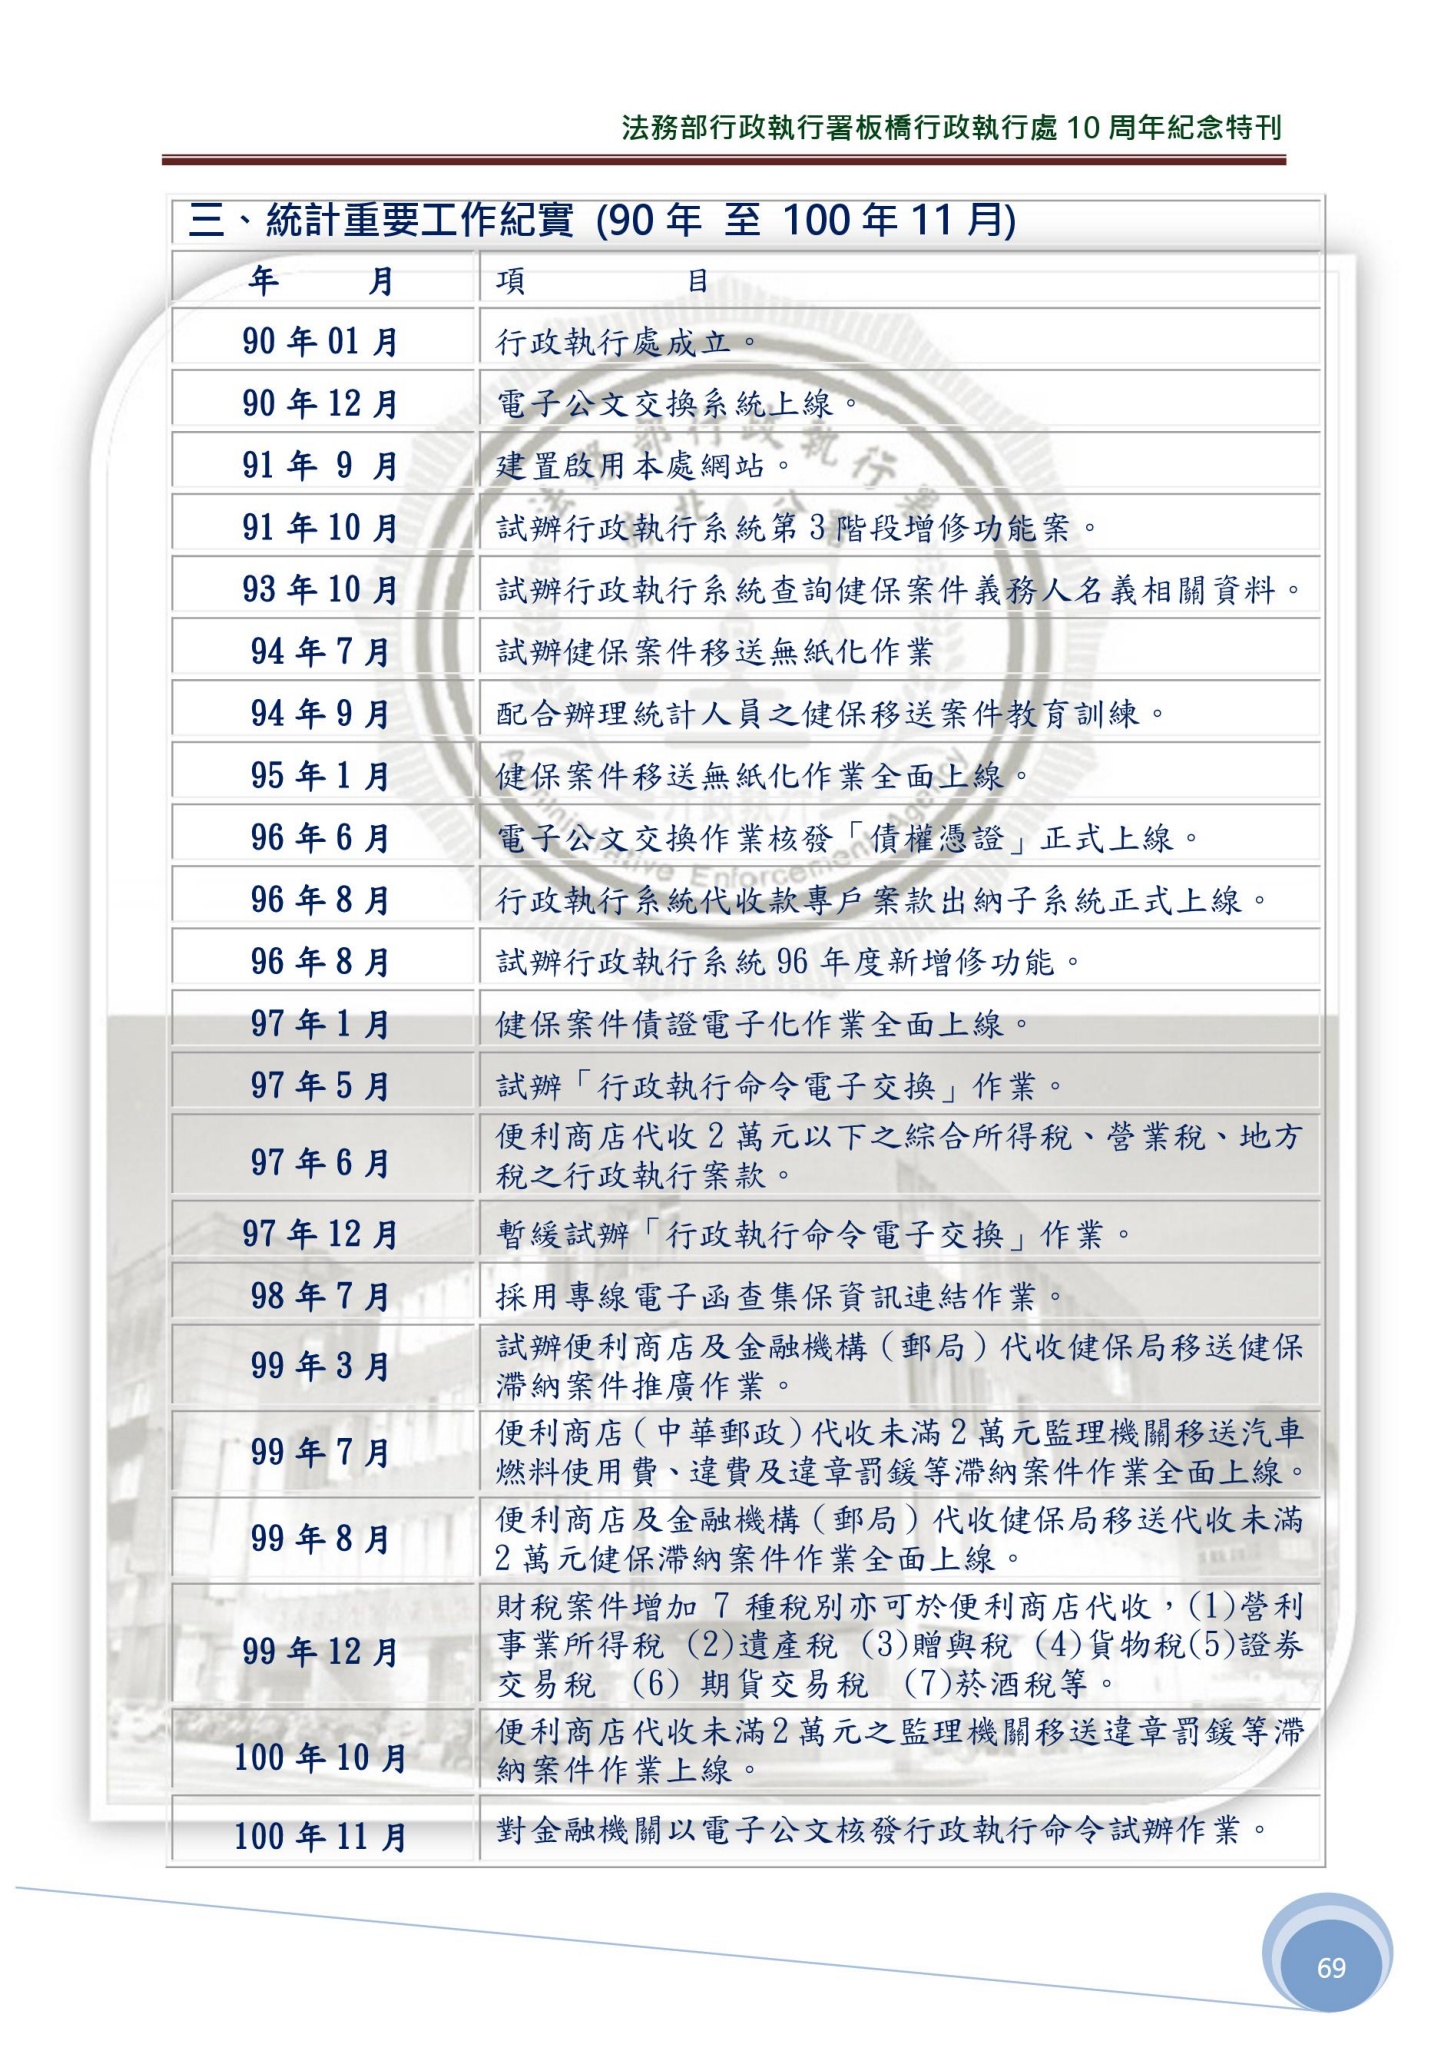 法務部行政執行署板橋行政執行處 10 周年紀念特刊
三、統計重要工作紀實 (90 年 至 100 年 11 月)
年 月 項 目
90 年 01 月 行政執行處成立。
90 年 12 月 電子公文交換系統上線。
91 年 9 月 建置啟用本處網站。
91 年 10 月 試辦行政執行系統第 3 階段增修功能案。
93 年 10 月 試辦行政執行系統查詢健保案件義務人名義相關資料。
94 年 7 月 試辦健保案件移送無紙化作業
94 年 9 月 配合辦理統計人員之健保移送案件教育訓練。
95 年 1 月 健保案件移送無紙化作業全面上線。
96 年 6 月 電子公文交換作業核發「債權憑證」正式上線。
96 年 8 月 行政執行系統代收款專戶案款出納子系統正式上線。
96 年 8 月 試辦行政執行系統 96 年度新增修功能。
97 年 1 月 健保案件債證電子化作業全面上線。
97 年 5 月 試辦「行政執行命令電子交換」作業。
97 年 6 月 便利商店代收 2 萬元以下之綜合所得稅、營業稅、地方
稅之行政執行案款。
97 年 12 月 暫緩試辦「行政執行命令電子交換」作業。
98 年 7 月 採用專線電子函查集保資訊連結作業。
99 年 3 月 試辦便利商店及金融機構（郵局）代收健保局移送健保
滯納案件推廣作業。
99 年 7 月 便利商店（中華郵政）代收未滿 2 萬元監理機關移送汽車
燃料使用費、違費及違章罰鍰等滯納案件作業全面上線。
99 年 8 月 便利商店及金融機構（郵局）代收健保局移送代收未滿
2 萬元健保滯納案件作業全面上線。
99 年 12 月 財稅案件增加 7 種稅別亦可於便利商店代收，(1)營利
事業所得稅 (2)遺產稅 (3)贈與稅 (4)貨物稅(5)證券
交易稅 (6) 期貨交易稅 (7)菸酒稅等。
100 年 10 月 便利商店代收未滿 2 萬元之監理機關移送違章罰鍰等滯
納案件作業上線。
100 年 11 月 對金融機關以電子公文核發行政執行命令試辦作業。
法務部行政執行署
新北分署
行政執行
Administrative Enforcement Agency
69